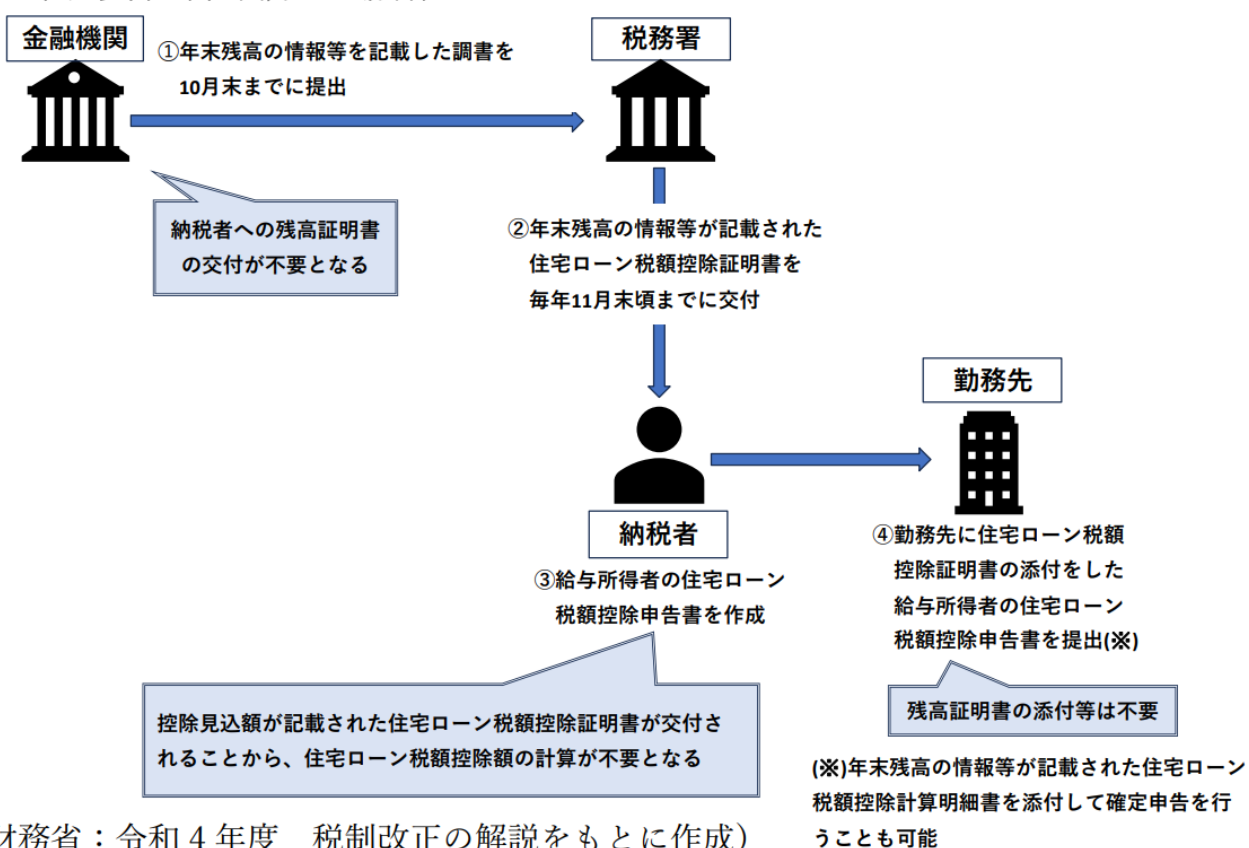 金融機関
①年末残高の情報等を記載した調書を
10月末までに提出
税務署
納税者への残高証明書
の交付が不要となる
②年末残高の情報等が記載された
住宅ローン税額控除証明書を
毎年11月末頃までに交付
勤務先
納税者
③給与所得者の住宅ローン
税額控除申告書を作成
④勤務先に住宅ローン税額
控除証明書の添付をした
給与所得者の住宅ローン
税額控除申告書を提出(※)
控除見込額が記載された住宅ローン税額控除証明書が交付さ
れることから、住宅ローン税額控除額の計算が不要となる
残高証明書の添付等は不要
(※)年末残高の情報等が記載された住宅ローン
税額控除計算明細書を添付して確定申告を行
うことも可能
財務省：令和４年度　税制改正の解説をもとに作成）